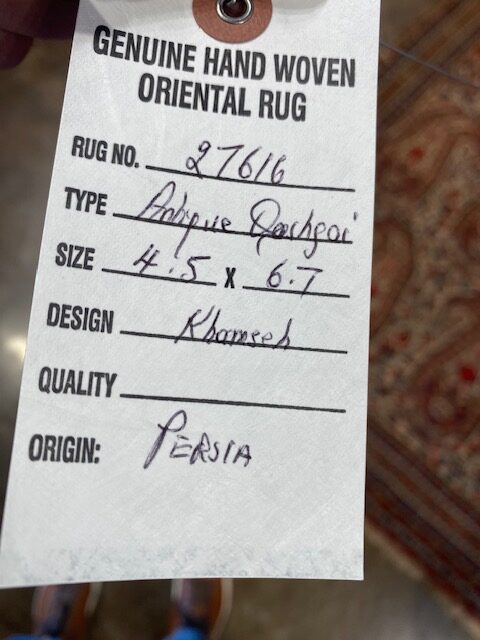 GENUINE HAND WOVEN
ORIENTAL RUG
RUG NO. 27616
TYPE Antique Qachgai
SIZE 4.5 x 6.7
DESIGN Khamseh
QUALITY
ORIGIN: PERSIA